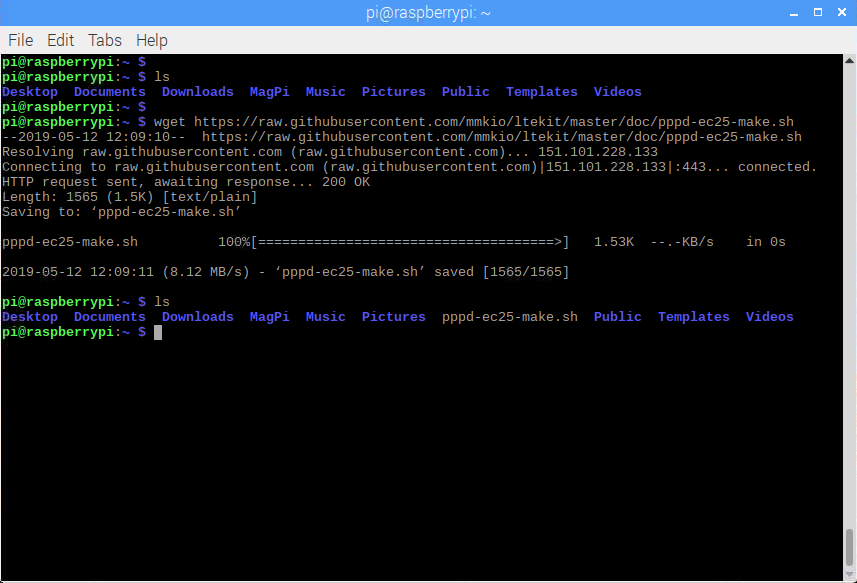 pi@raspberrypi: ~
File Edit Tabs Help
pi@raspberrypi:~ $
pi@raspberrypi:~ $ ls
Desktop Documents Downloads MagPi Music Pictures Public Templates Videos
pi@raspberrypi:~ $
pi@raspberrypi:~ $ wget https://raw.githubusercontent.com/mmkio/ltekit/master/doc/pppd-ec25-make.sh
--2019-05-12 12:09:10-- https://raw.githubusercontent.com/mmkio/ltekit/master/doc/pppd-ec25-make.sh
Resolving raw.githubusercontent.com (raw.githubusercontent.com)... 151.101.228.133
Connecting to raw.githubusercontent.com (raw.githubusercontent.com)|151.101.228.133|:443... connected.
HTTP request sent, awaiting response... 200 OK
Length: 1565 (1.5K) [text/plain]
Saving to: ‘pppd-ec25-make.sh’
pppd-ec25-make.sh 100%[=====================================>] 1.53K --.-KB/s in 0s
2019-05-12 12:09:11 (8.12 MB/s) - ‘pppd-ec25-make.sh’ saved [1565/1565]
pi@raspberrypi:~ $ ls
Desktop Documents Downloads MagPi Music Pictures pppd-ec25-make.sh Public Templates Videos
pi@raspberrypi:~ $